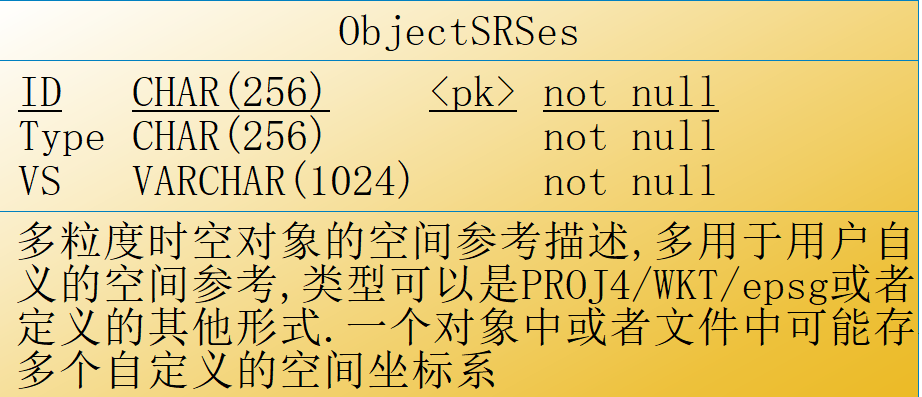 ObjectSRSes
ID CHAR(256) <pk> not null
Type CHAR(256) not null
VS VARCHAR(1024) not null
多粒度时空对象的空间参考描述,多用于用户自
义的空间参考,类型可以是PROJ4/WKT/epsg或者
定义的其他形式.一个对象中或者文件中可能存
多个自定义的空间坐标系